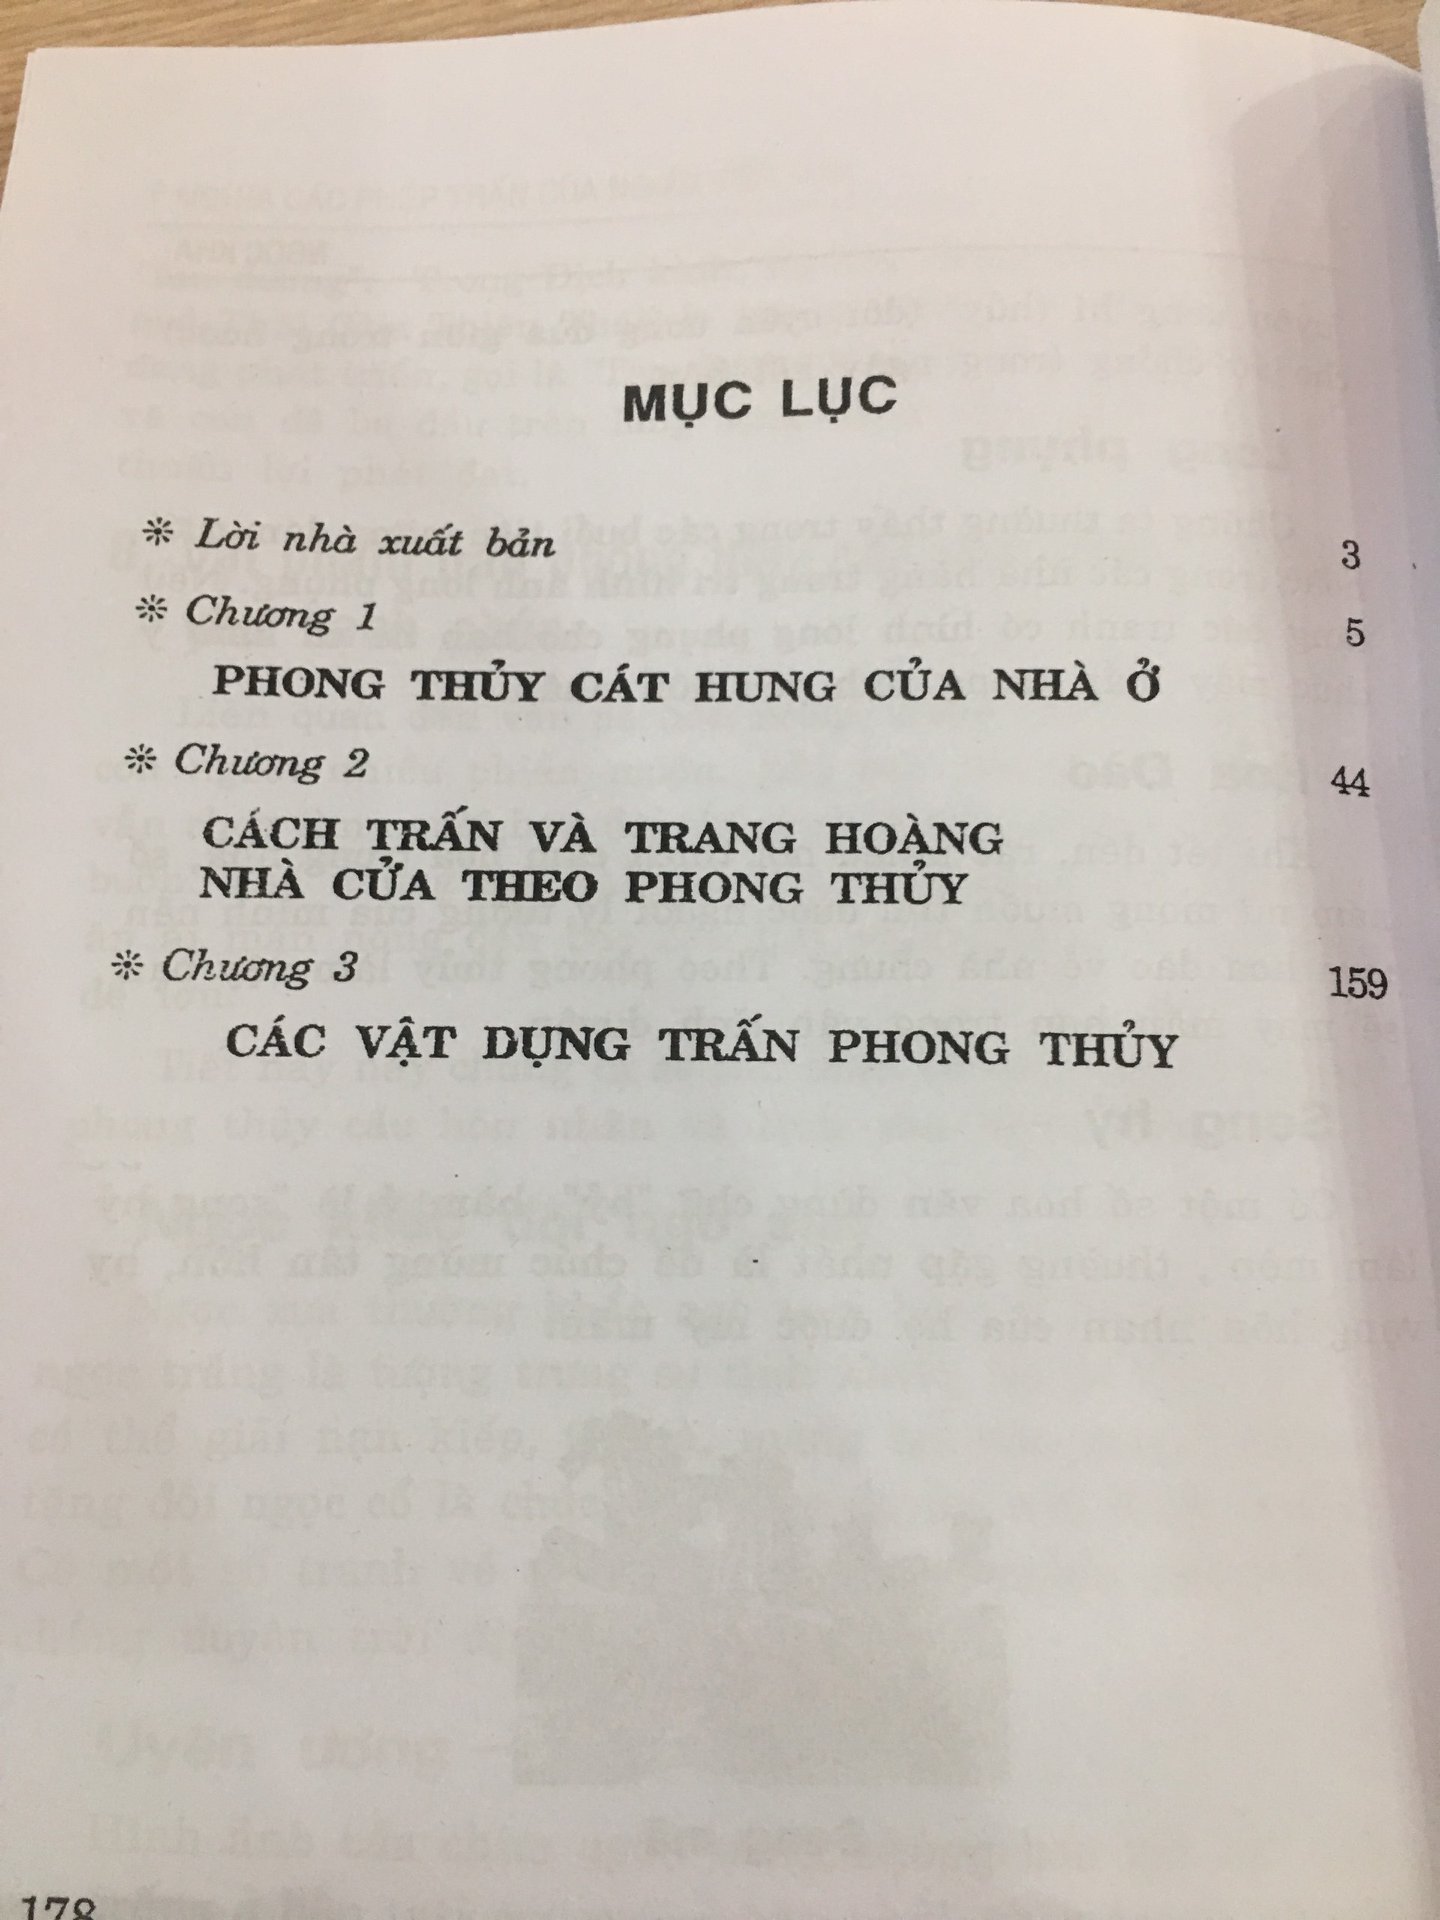 MỤC LỤC
❊ Lời nhà xuất bản 3
❊ Chương 1 5
PHONG THỦY CÁT HUNG CỦA NHÀ Ở
❊ Chương 2 44
CÁCH TRẤN VÀ TRANG HOÀNG
NHÀ CỬA THEO PHONG THỦY
❊ Chương 3 159
CÁC VẬT DỤNG TRẤN PHONG THỦY
178